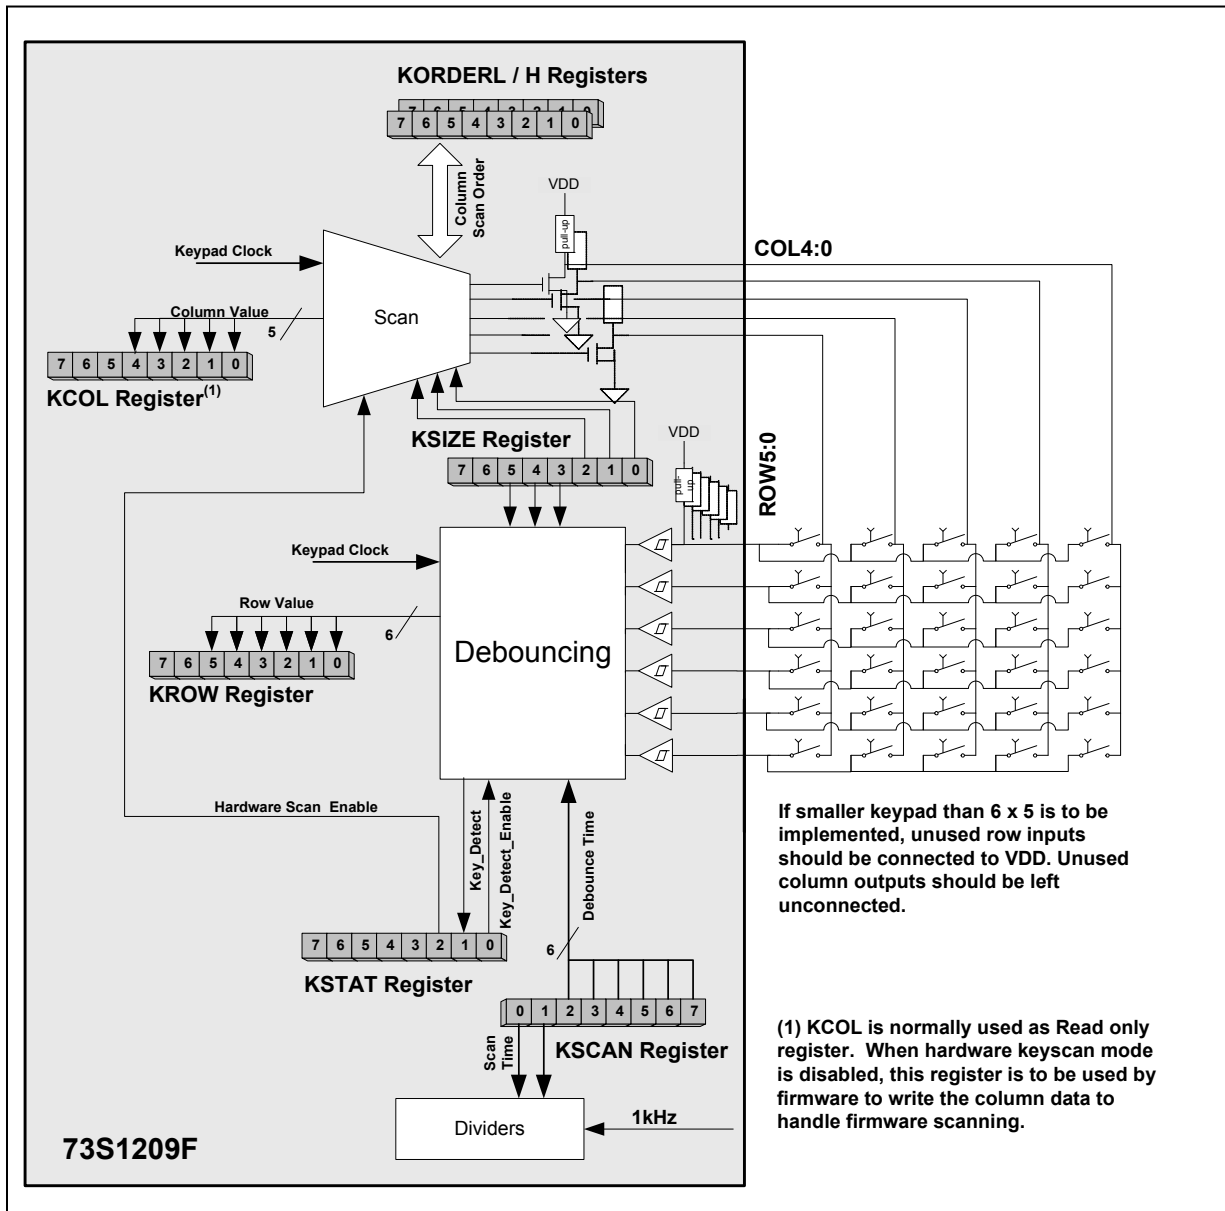 KORDERL / H Registers
7 6 5 4 3 2 1 0
7 6 5 4 3 2 1 0
Column
Scan Order
VDD
pull-up
Keypad Clock
COL4:0
Scan
Column Value
5
7 6 5 4 3 2 1 0
KCOL Register(1)
KSIZE Register
7 6 5 4 3 2 1 0
VDD
pull-
up
ROW5:0
Keypad Clock
Row Value
6
7 6 5 4 3 2 1 0
KROW Register
Debouncing
Hardware Scan Enable
Key_Detect
Key_Detect_Enable
Debounce Time
6
7 6 5 4 3 2 1 0
KSTAT Register
0 1 2 3 4 5 6 7
KSCAN Register
Scan
Time
Dividers
1kHz
73S1209F
If smaller keypad than 6 x 5 is to be
implemented, unused row inputs
should be connected to VDD. Unused
column outputs should be left
unconnected.
(1) KCOL is normally used as Read only
register. When hardware keyscan mode
is disabled, this register is to be used by
firmware to write the column data to
handle firmware scanning.